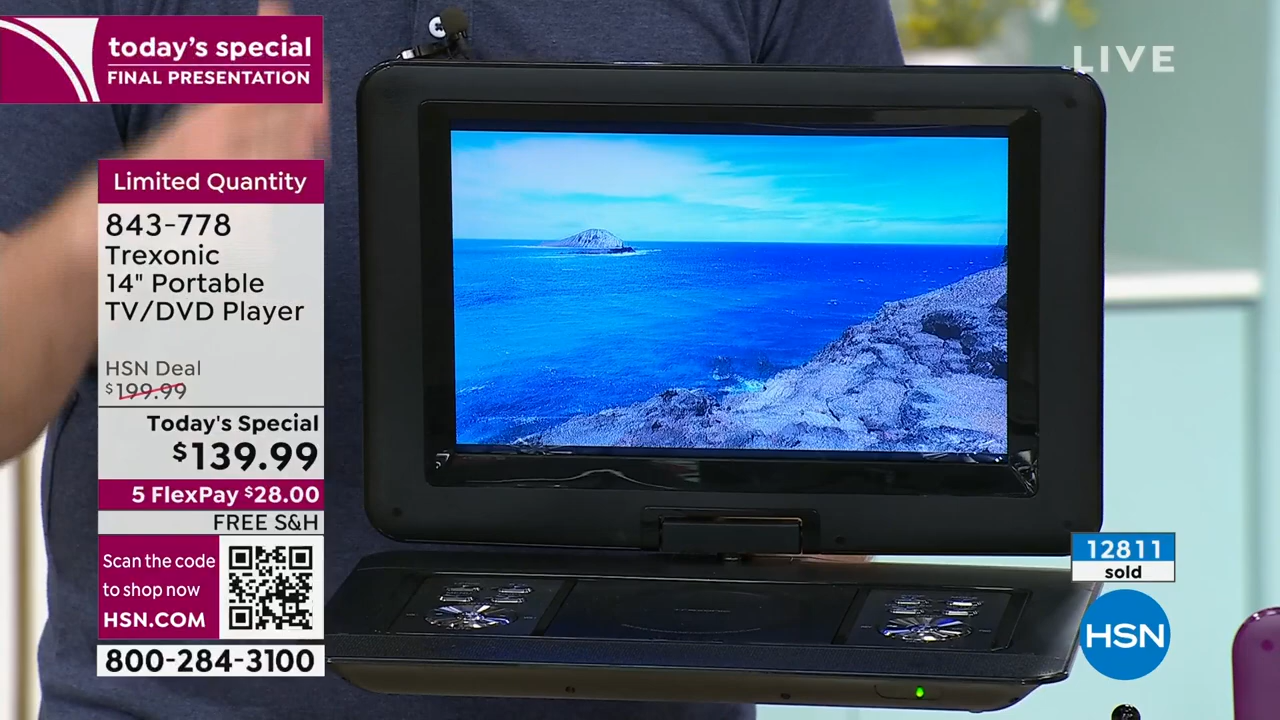 today's special
FINAL PRESENTATION
LIVE
Limited Quantity
843-778
Trexonic
14" Portable
TV/DVD Player
HSN Deal
$199.99
Today's Special
$139.99
5 FlexPay $28.00
FREE S&H
Scan the code
to shop now
HSN.COM
800-284-3100
12811
sold
HSN